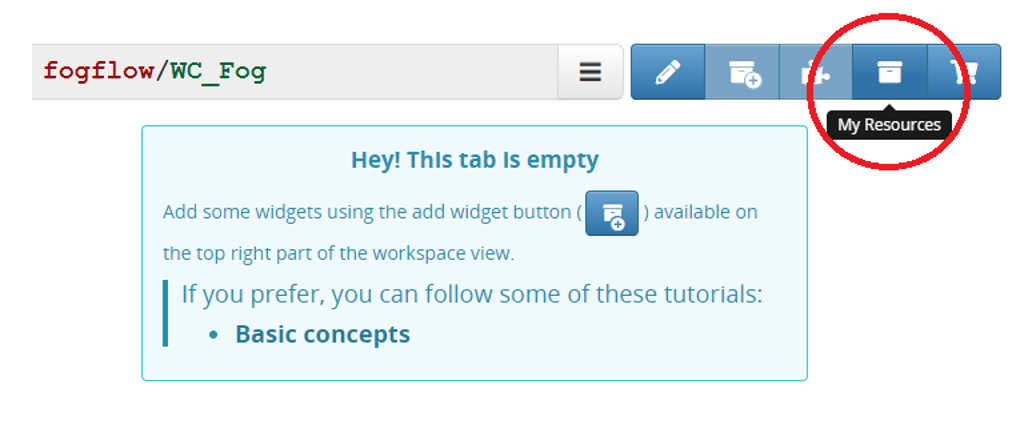 fogflow/WC_Fog
My Resources
Hey! ThIs tab Is empty
Add some widgets using the add widget button ( ) available on
the top right part of the workspace view.
If you prefer, you can follow some of these tutorials:
• Basic concepts